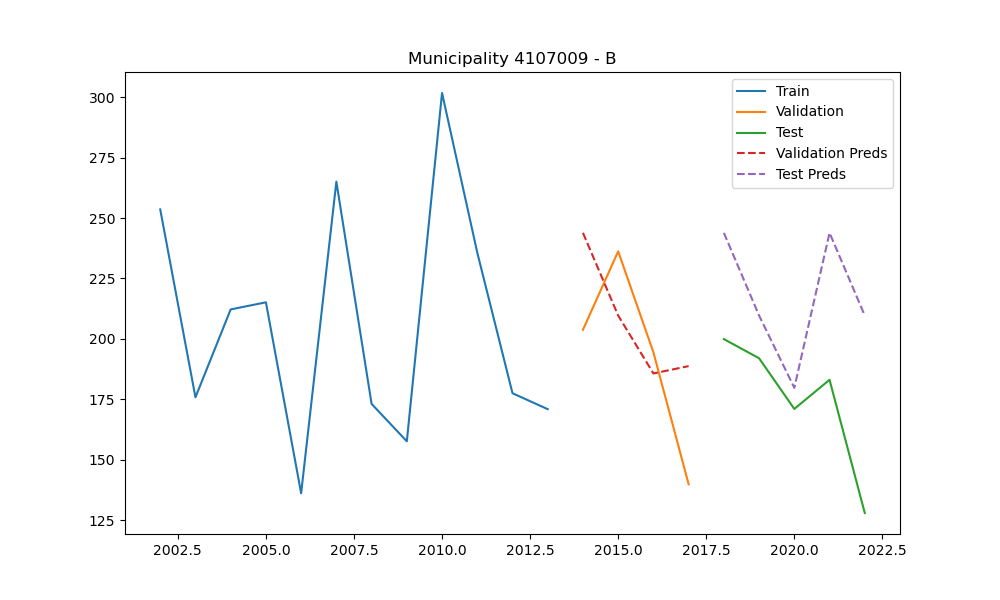 Municipality 4107009 - B
Train
Validation
Test
Validation Preds
Test Preds
300
275
250
225
200
175
150
125
2002.5 2005.0 2007.5 2010.0 2012.5 2015.0 2017.5 2020.0 2022.5